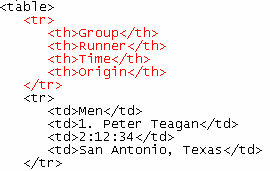 <table>
<tr>
<th>Group</th>
<th>Runner</th>
<th>Time</th>
<th>Origin</th>
</tr>
<tr>
<td>Men</td>
<td>1. Peter Teagan</td>
<td>2:12:34</td>
<td>San Antonio, Texas</td>
</tr>